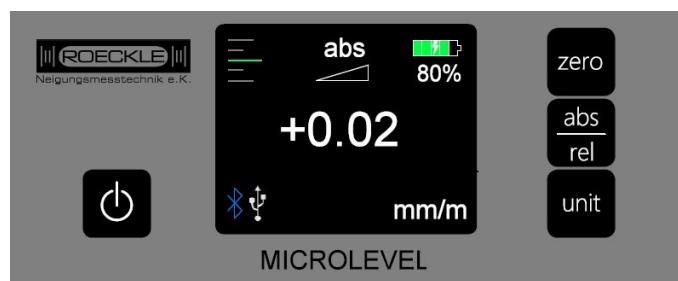 ROECKLE
Neigungsmesstechnik e.K.
abs
80%
+0.02
mm/m
zero
abs
rel
unit
MICROLEVEL